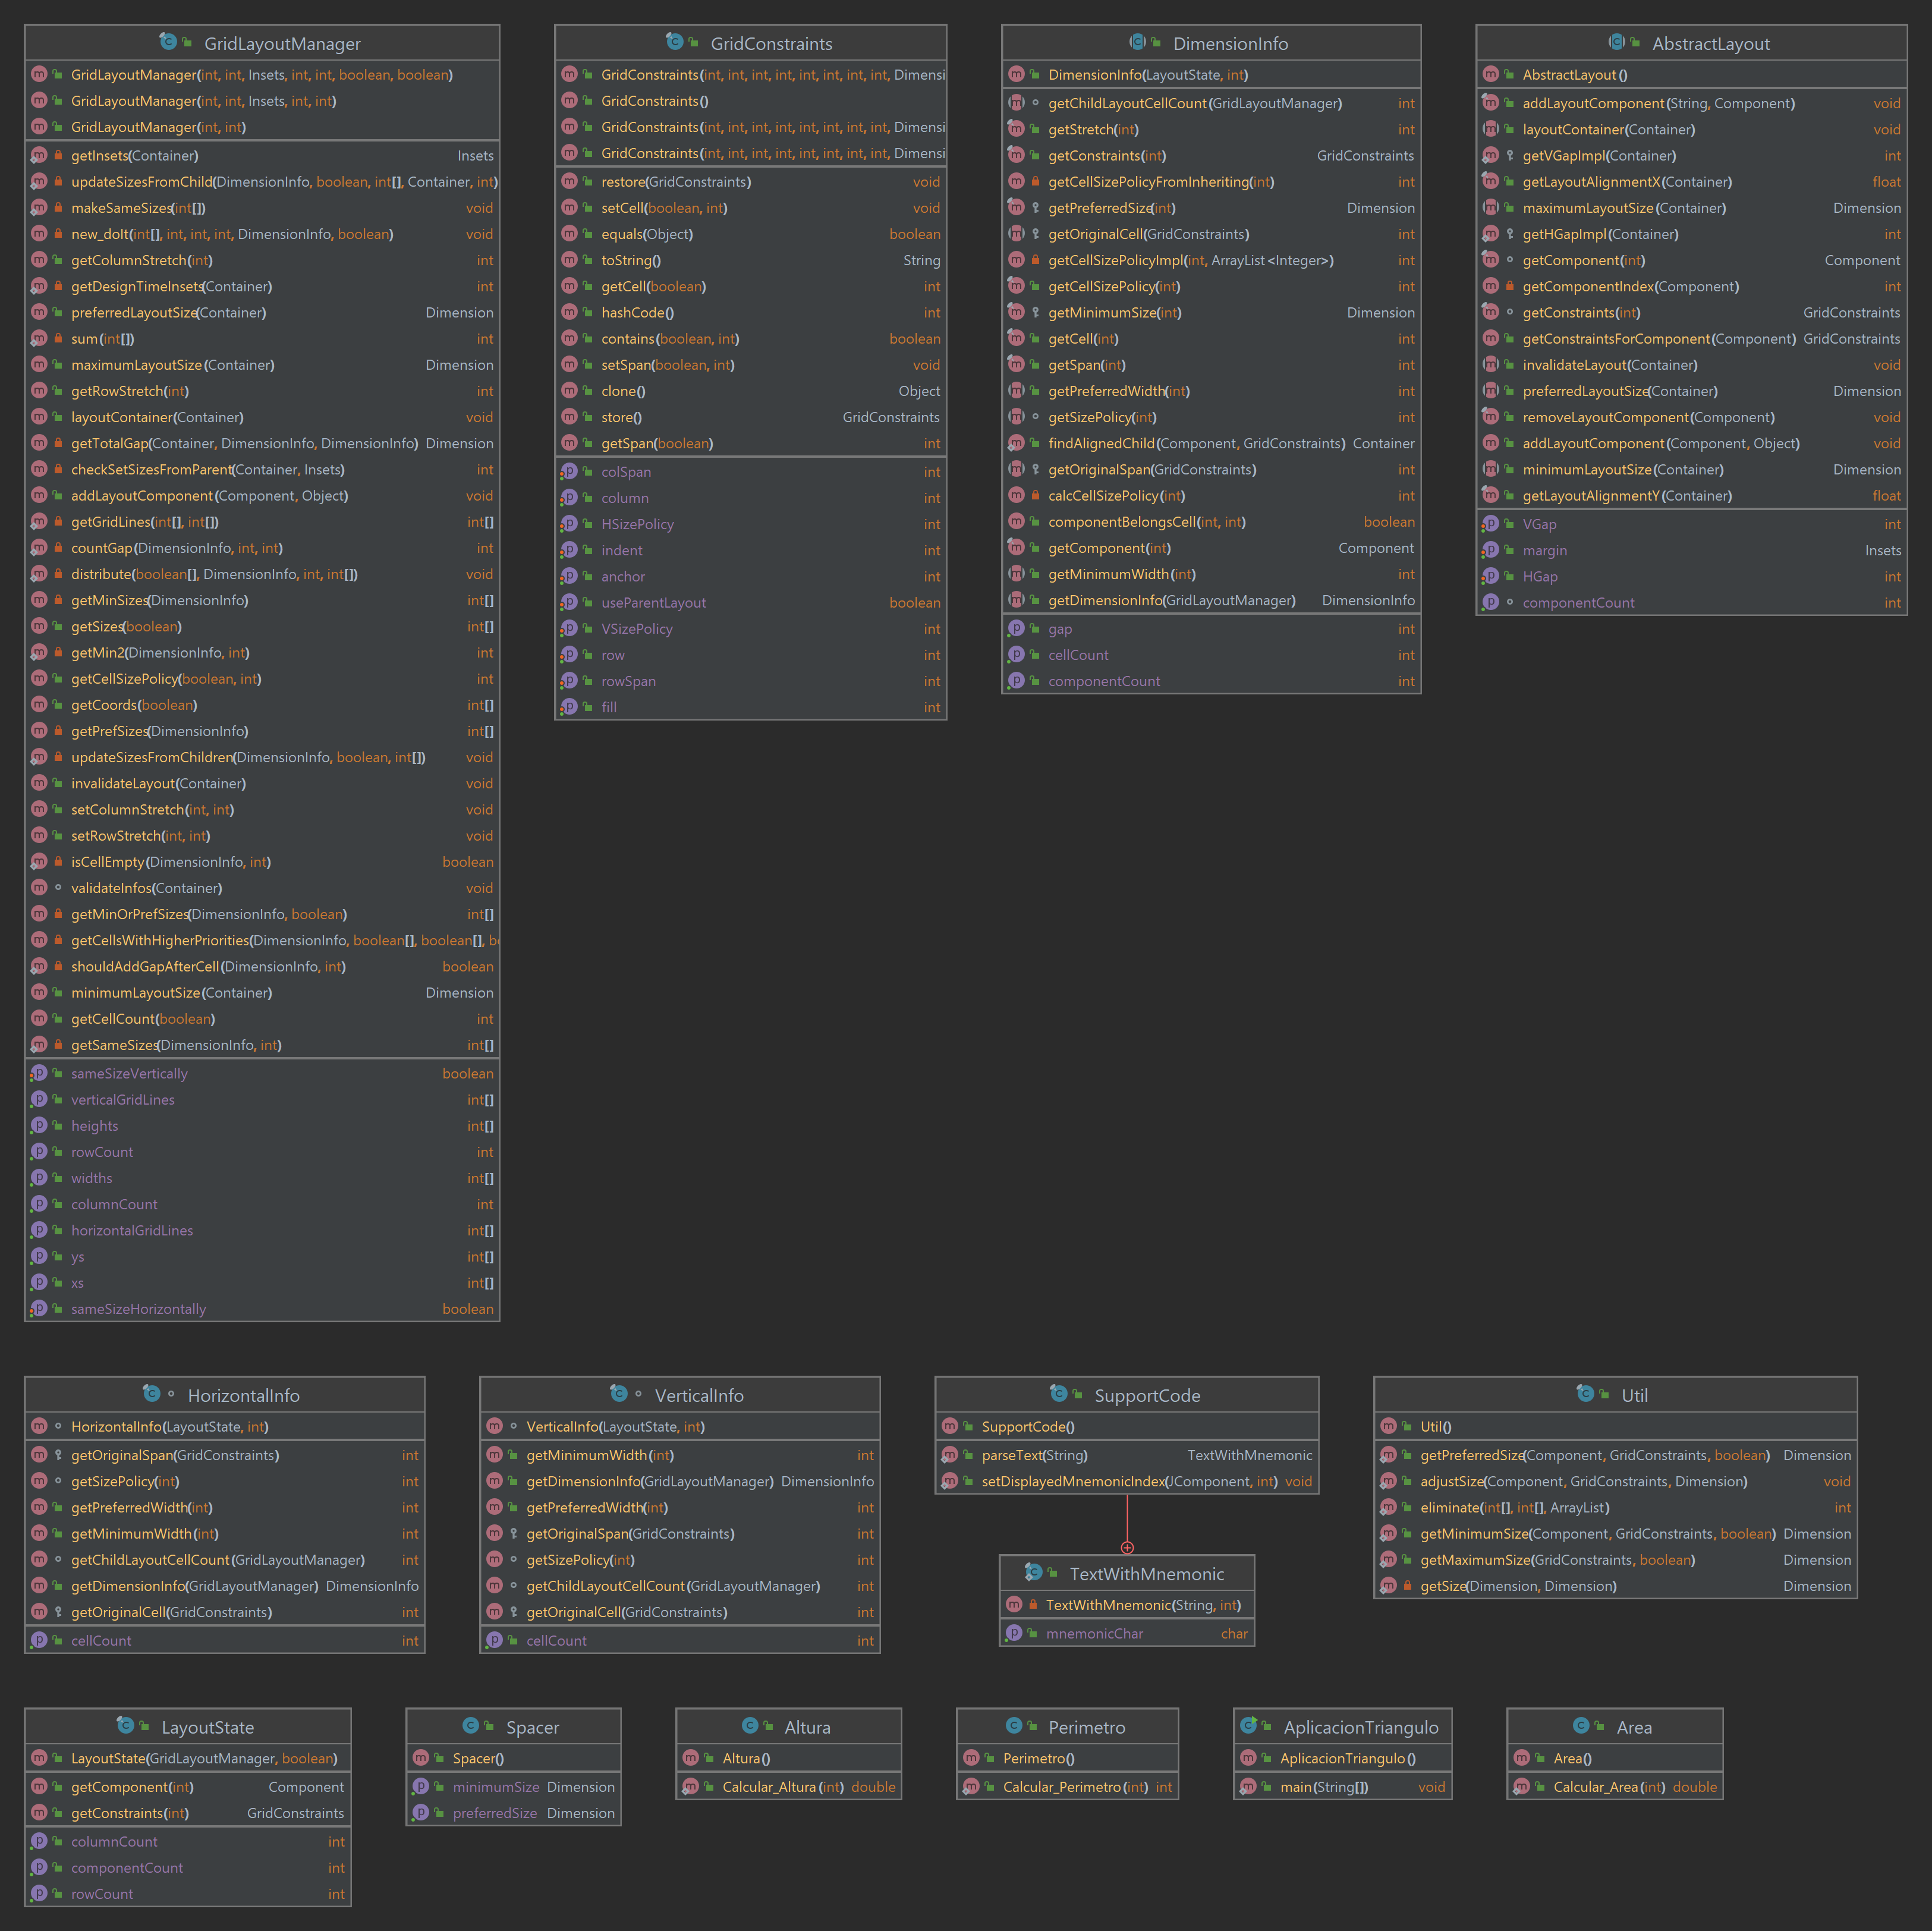 GridLayoutManager
GridLayoutManager(int, int, Insets, int, int, boolean, boolean)
GridLayoutManager(int, int, Insets, int, int)
GridLayoutManager(int, int)
getInsets(Container) Insets
updateSizesFromChild(DimensionInfo, boolean, int[], Container, int)
makeSameSizes(int[]) void
new_doIt(int[], int, int, int, DimensionInfo, boolean) void
getColumnStretch(int) int
getDesignTimeInsets(Container) int
preferredLayoutSize(Container) Dimension
sum(int[]) int
maximumLayoutSize(Container) Dimension
getRowStretch(int) int
layoutContainer(Container) void
getTotalGap(Container, DimensionInfo, DimensionInfo) Dimension
checkSetSizesFromParent(Container, Insets) int
addLayoutComponent(Component, Object) void
getGridLines(int[], int[]) int[]
countGap(DimensionInfo, int, int) int
distribute(boolean[], DimensionInfo, int, int[]) void
getMinSizes(DimensionInfo) int[]
getSizes(boolean) int[]
getMin2(DimensionInfo, int) int
getCellSizePolicy(boolean, int) int
getCoords(boolean) int[]
getPrefSizes(DimensionInfo) int[]
updateSizesFromChildren(DimensionInfo, boolean, int[]) void
invalidateLayout(Container) void
setColumnStretch(int, int) void
setRowStretch(int, int) void
isCellEmpty(DimensionInfo, int) boolean
validateInfos(Container) void
getMinOrPrefSizes(DimensionInfo, boolean) int[]
getCellsWithHigherPriorities(DimensionInfo, boolean[], boolean[], b
shouldAddGapAfterCell(DimensionInfo, int) boolean
minimumLayoutSize(Container) Dimension
getCellCount(boolean) int
getSameSizes(DimensionInfo, int) int[]
sameSizeVertically boolean
verticalGridLines int[]
heights int[]
rowCount int
widths int[]
columnCount int
horizontalGridLines int[]
ys int[]
xs int[]
sameSizeHorizontally boolean
GridConstraints
GridConstraints(int, int, int, int, int, int, int, int, Dimensi
GridConstraints()
GridConstraints(int, int, int, int, int, int, int, int, Dimensi
GridConstraints(int, int, int, int, int, int, int, int, Dimensi
restore(GridConstraints) void
setCell(boolean, int) void
equals(Object) boolean
toString() String
getCell(boolean) int
hashCode() int
contains(boolean, int) boolean
setSpan(boolean, int) void
clone() Object
store() GridConstraints
getSpan(boolean) int
colSpan int
column int
HSizePolicy int
indent int
anchor int
useParentLayout boolean
VSizePolicy int
row int
rowSpan int
fill int
DimensionInfo
DimensionInfo(LayoutState, int)
getChildLayoutCellCount(GridLayoutManager) int
getStretch(int) int
getConstraints(int) GridConstraints
getCellSizePolicyFromInheriting(int) int
getPreferredSize(int) Dimension
getOriginalCell(GridConstraints) int
getCellSizePolicyImpl(int, ArrayList<Integer>) int
getCellSizePolicy(int) int
getMinimumSize(int) Dimension
getCell(int) int
getSpan(int) int
getPreferredWidth(int) int
getSizePolicy(int) int
findAlignedChild(Component, GridConstraints) Container
getOriginalSpan(GridConstraints) int
calcCellSizePolicy(int) int
componentBelongsCell(int, int) boolean
getComponent(int) Component
getMinimumWidth(int) int
getDimensionInfo(GridLayoutManager) DimensionInfo
gap int
cellCount int
componentCount int
AbstractLayout
AbstractLayout()
addLayoutComponent(String, Component) void
layoutContainer(Container) void
getVGapImpl(Container) int
getLayoutAlignmentX(Container) float
maximumLayoutSize(Container) Dimension
getHGapImpl(Container) int
getComponent(int) Component
getComponentIndex(Component) int
getConstraints(int) GridConstraints
getConstraintsForComponent(Component) GridConstraints
invalidateLayout(Container) void
preferredLayoutSize(Container) Dimension
removeLayoutComponent(Component) void
addLayoutComponent(Component, Object) void
minimumLayoutSize(Container) Dimension
getLayoutAlignmentY(Container) float
VGap int
margin Insets
HGap int
componentCount int
HorizontalInfo
HorizontalInfo(LayoutState, int)
getOriginalSpan(GridConstraints) int
getSizePolicy(int) int
getPreferredWidth(int) int
getMinimumWidth(int) int
getChildLayoutCellCount(GridLayoutManager) int
getDimensionInfo(GridLayoutManager) DimensionInfo
getOriginalCell(GridConstraints) int
cellCount int
VerticalInfo
VerticalInfo(LayoutState, int)
getMinimumWidth(int) int
getDimensionInfo(GridLayoutManager) DimensionInfo
getPreferredWidth(int) int
getOriginalSpan(GridConstraints) int
getSizePolicy(int) int
getChildLayoutCellCount(GridLayoutManager) int
getOriginalCell(GridConstraints) int
cellCount int
SupportCode
SupportCode()
parseText(String) TextWithMnemonic
setDisplayedMnemonicIndex(JComponent, int) void
TextWithMnemonic
TextWithMnemonic(String, int)
mnemonicChar char
Util
Util()
getPreferredSize(Component, GridConstraints, boolean) Dimension
adjustSize(Component, GridConstraints, Dimension) void
eliminate(int[], int[], ArrayList) int
getMinimumSize(Component, GridConstraints, boolean) Dimension
getMaximumSize(GridConstraints, boolean) Dimension
getSize(Dimension, Dimension) Dimension
LayoutState
LayoutState(GridLayoutManager, boolean)
getComponent(int) Component
getConstraints(int) GridConstraints
columnCount int
componentCount int
rowCount int
Spacer
Spacer()
minimumSize Dimension
preferredSize Dimension
Altura
Altura()
Calcular_Altura(int) double
Perimetro
Perimetro()
Calcular_Perimetro(int) int
AplicacionTriangulo
AplicacionTriangulo()
main(String[]) void
Area
Area()
Calcular_Area(int) double